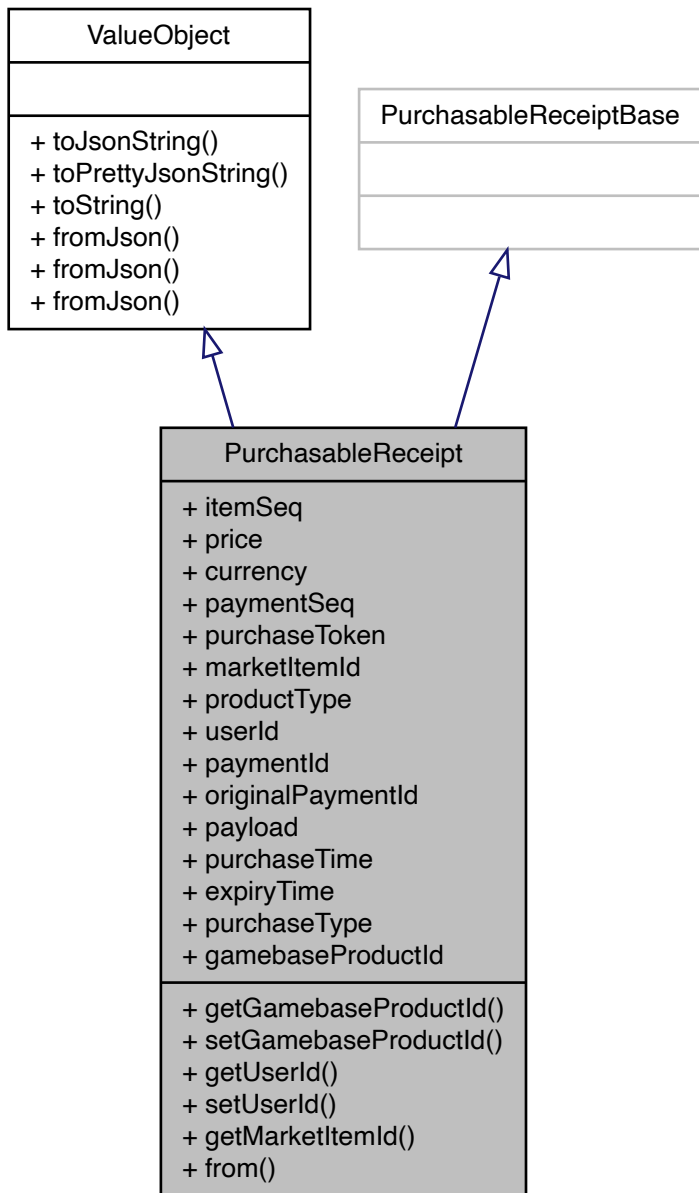 ValueObject
+ toJsonString()
+ toPrettyJsonString()
+ toString()
+ fromJson()
+ fromJson()
+ fromJson()
PurchasableReceiptBase
PurchasableReceipt
+ itemSeq
+ price
+ currency
+ paymentSeq
+ purchaseToken
+ marketItemId
+ productType
+ userId
+ paymentId
+ originalPaymentId
+ payload
+ purchaseTime
+ expiryTime
+ purchaseType
+ gamebaseProductId
+ getGamebaseProductId()
+ setGamebaseProductId()
+ getUserId()
+ setUserId()
+ getMarketItemId()
+ from()